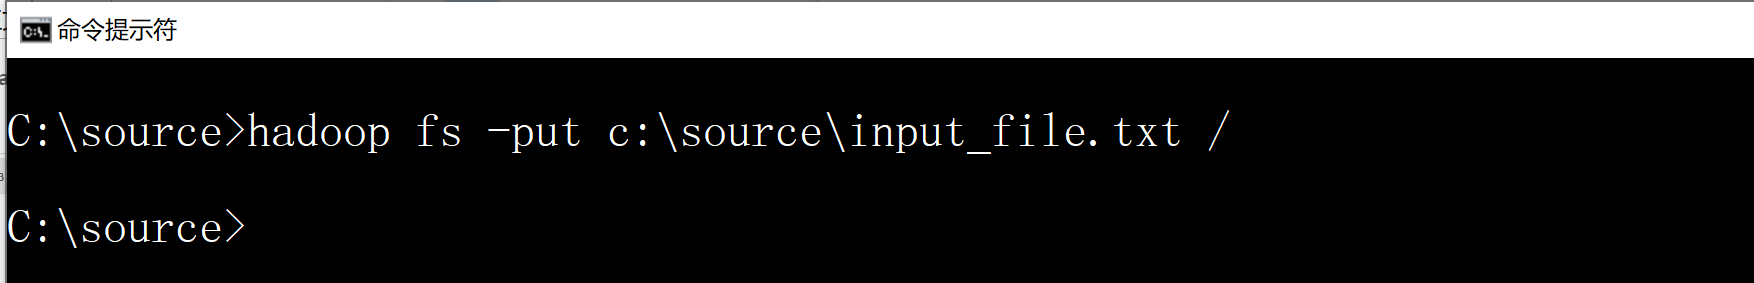 命令提示符
C:\source>hadoop fs -put c:\source\input_file.txt /
C:\source>